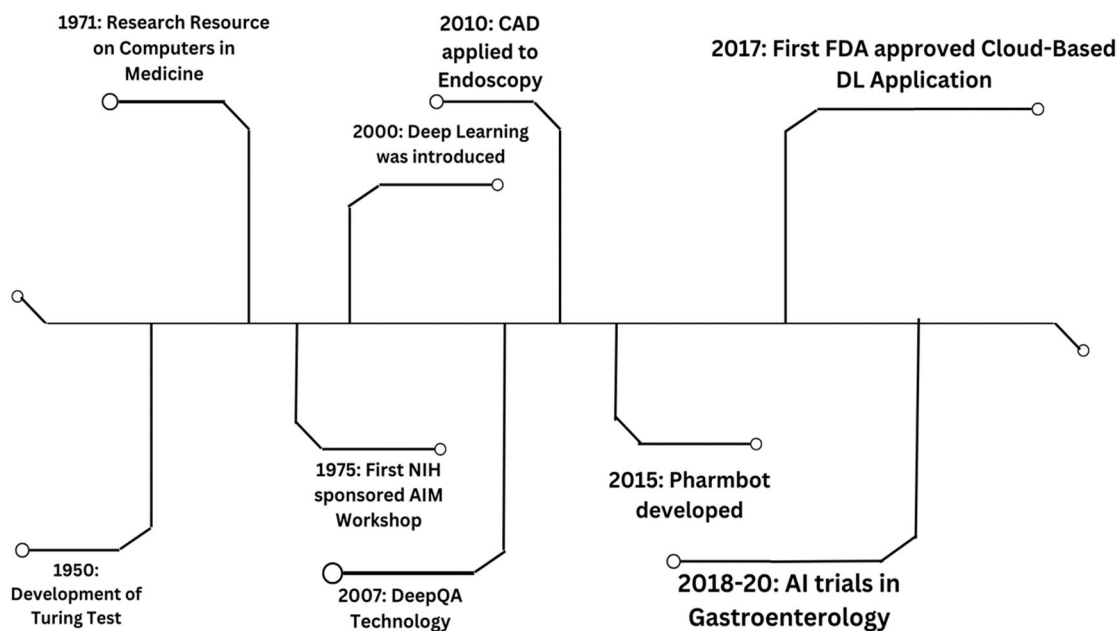 1971: Research Resource
on Computers in
Medicine
2010: CAD
applied to
Endoscopy
2017: First FDA approved Cloud-Based
DL Application
2000: Deep Learning
was introduced
1975: First NIH
sponsored AIM
Workshop
2015: Pharmbot
developed
1950:
Development of
Turing Test
2007: DeepQA
Technology
2018-20: AI trials in
Gastroenterology